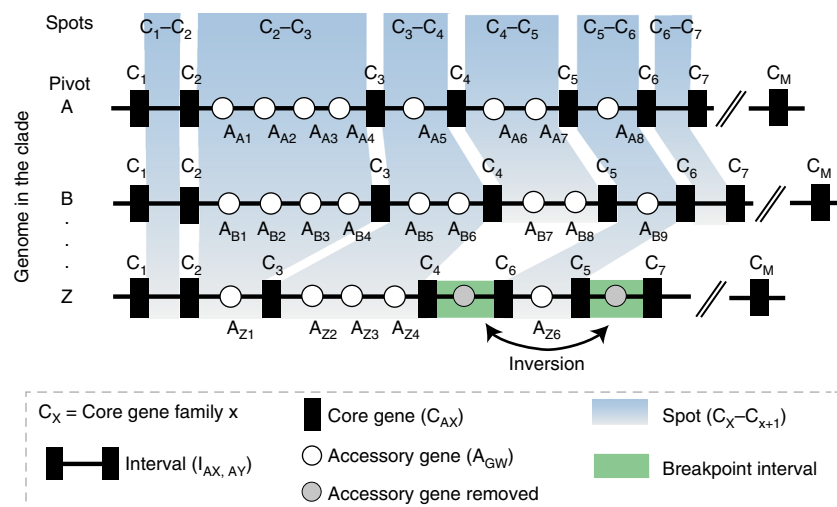 Spots
C1–C2 C2–C3 C3–C4 C4–C5 C5–C6 C6–C7
Genome in the clade
Pivot
A
C1 C2 C3 C4 C5 C6 C7 CM
AA1 AA2 AA3 AA4 AA5 AA6 AA7 AA8
B
C1 C2 C3 C4 C5 C6 C7 CM
AB1 AB2 AB3 AB4 AB5 AB6 AB7 AB8 AB9
.
.
.
Z
C1 C2 C3 C4 C6 C5 C7 CM
AZ1 AZ2 AZ3 AZ4 AZ6
Inversion
CX = Core gene family x
Interval (IAX, AY)
Core gene (CAX)
Accessory gene (AGW)
Accessory gene removed
Spot (CX–Cx+1)
Breakpoint interval